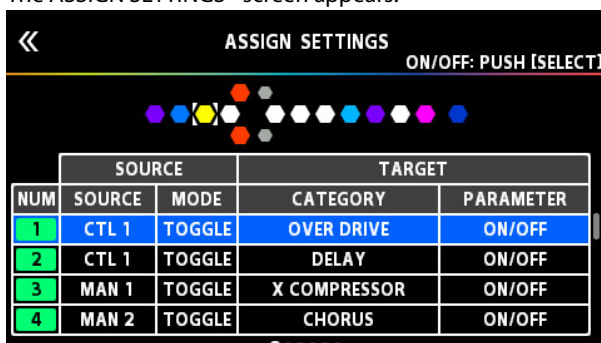 The ASSIGN SETTINGS screen appears.
«
ASSIGN SETTINGS
ON/OFF: PUSH [SELECT]
SOURCE TARGET
NUM SOURCE MODE CATEGORY PARAMETER
1 CTL 1 TOGGLE OVER DRIVE ON/OFF
2 CTL 1 TOGGLE DELAY ON/OFF
3 MAN 1 TOGGLE X COMPRESSOR ON/OFF
4 MAN 2 TOGGLE CHORUS ON/OFF